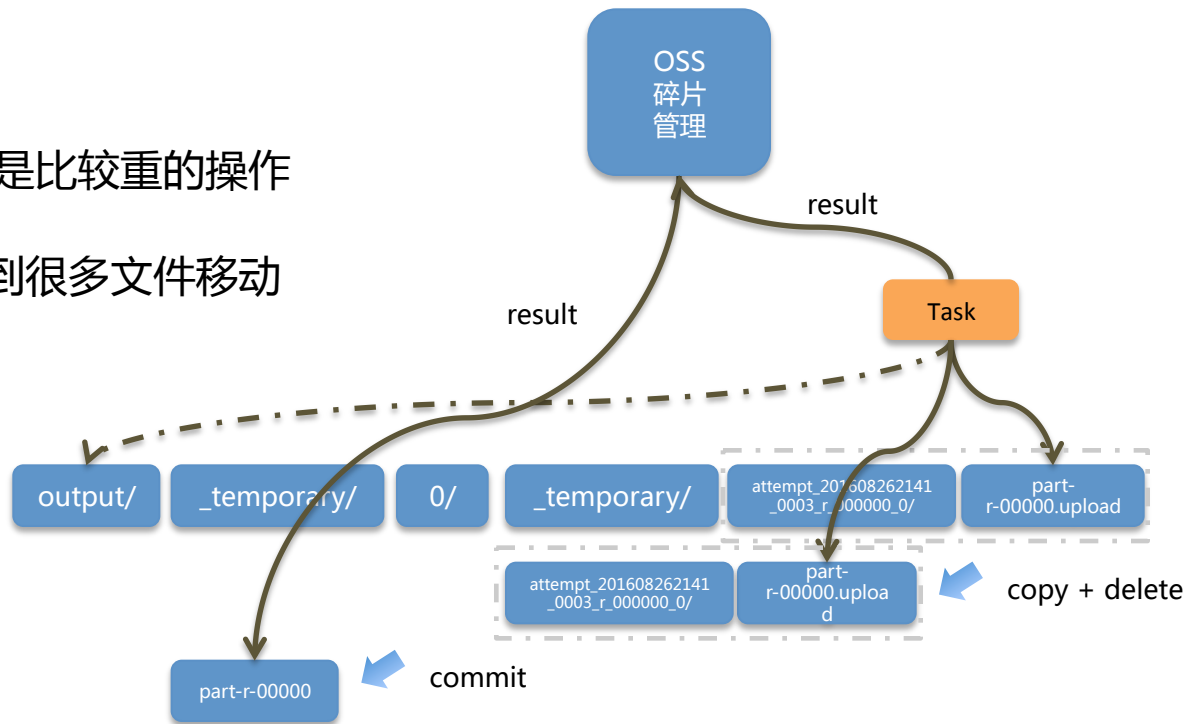 OSS
碎片
管理
是比较重的操作
result
到很多文件移动
result
Task
output/
_temporary/
0/
_temporary/
attempt_201608262141
_0003_r_000000_0/
part-
r-00000.upload
attempt_201608262141
_0003_r_000000_0/
part-
r-00000.uploa
d
copy + delete
part-r-00000
commit